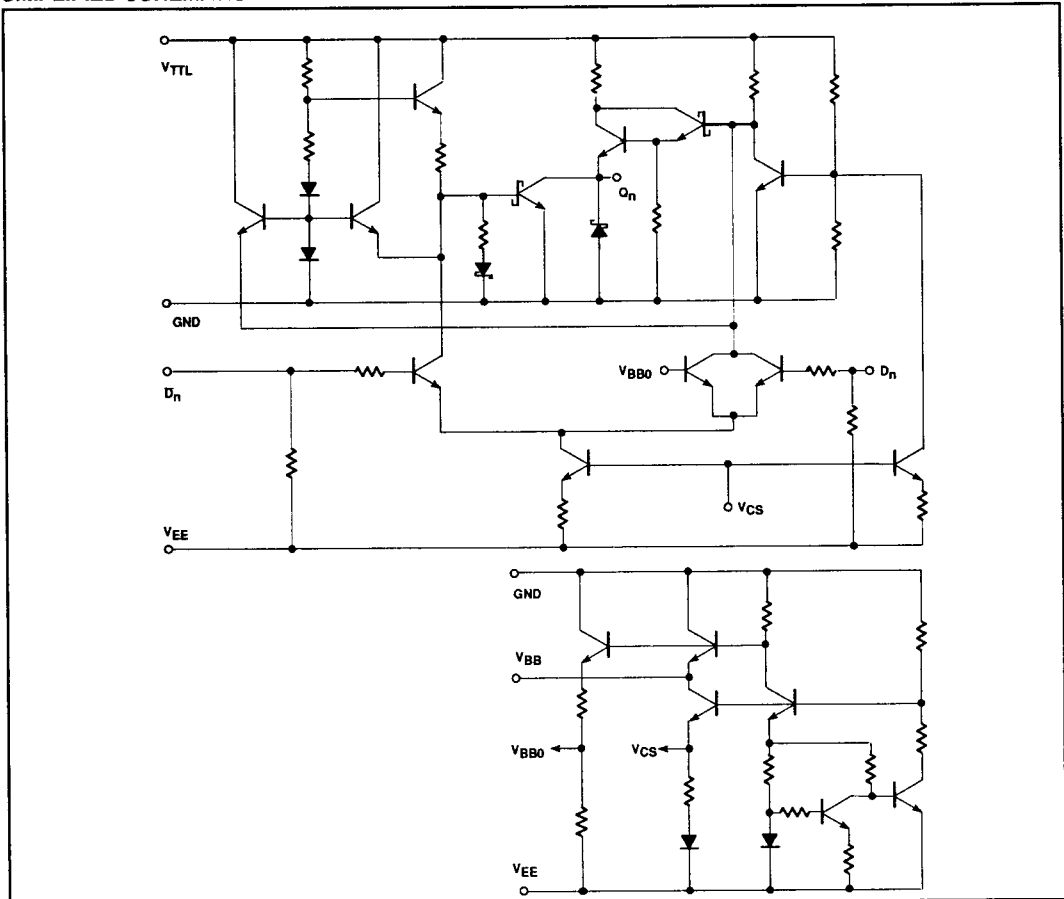 V_TTL
Q_n
GND
V_BB0
D_n
D̅_n
V_CS
V_EE
GND
V_BB
V_BB0
V_CS
V_EE